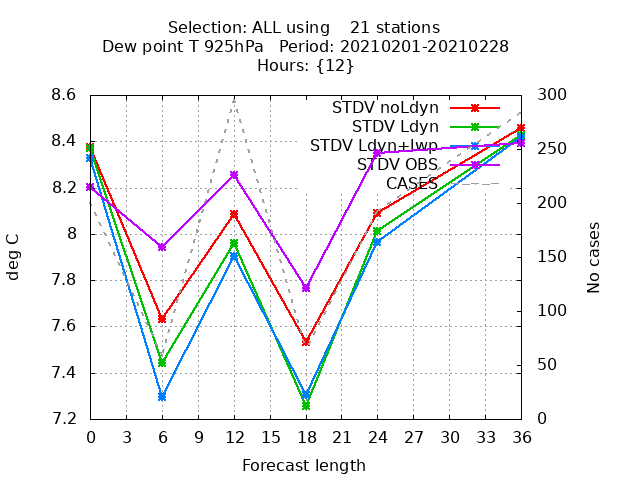 Selection: ALL using    21 stations
Dew point T 925hPa   Period: 20210201-20210228
Hours: {12}
8.6
8.4
8.2
8
7.8
7.6
7.4
7.2
deg C
STDV noLdyn
STDV Ldyn
STDV Ldyn+lwp
STDV OBS
CASES
300
250
200
150
100
50
0
No cases
0 3 6 9 12 15 18 21 24 27 30 33 36
Forecast length